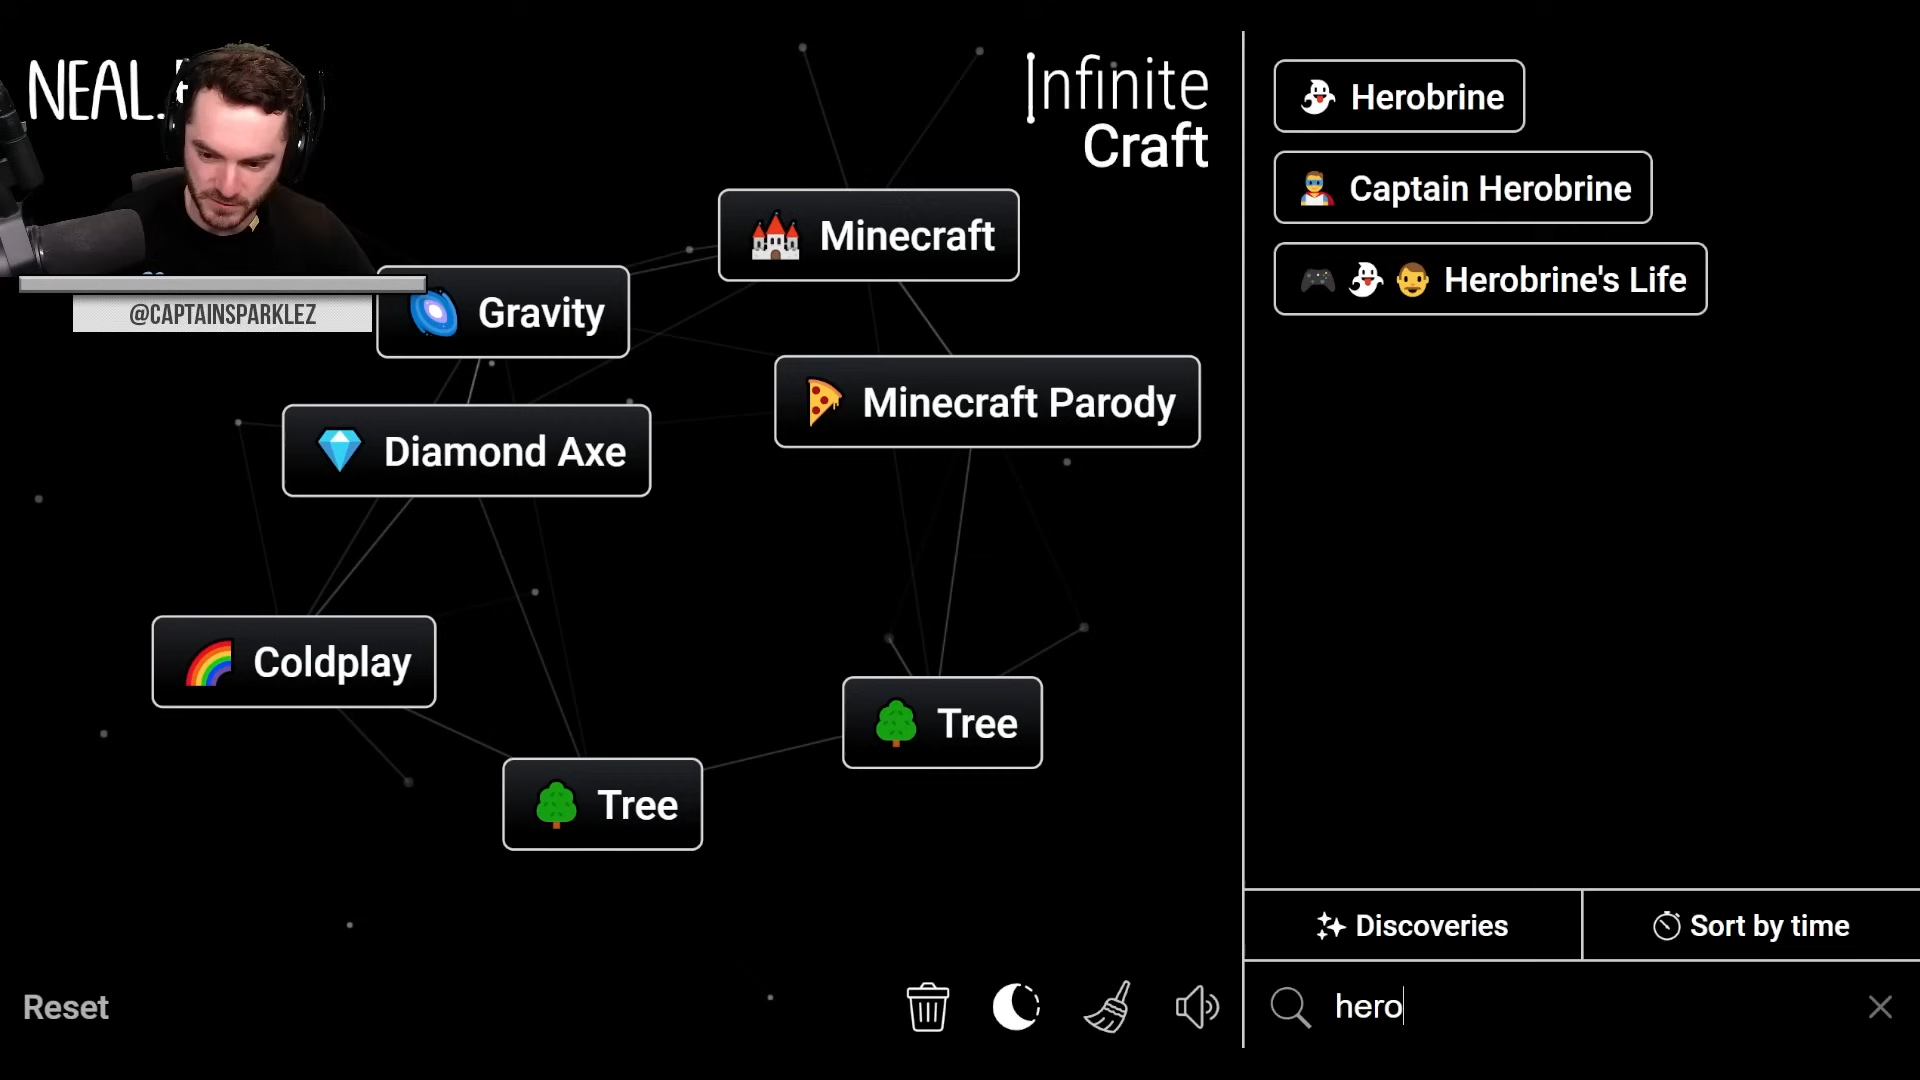 NEAL.
Infinite
Craft
@CAPTAINSPARKLEZ
Minecraft
Gravity
Minecraft Parody
Diamond Axe
Coldplay
Tree
Tree
Reset
Herobrine
Captain Herobrine
Herobrine's Life
Discoveries
Sort by time
hero